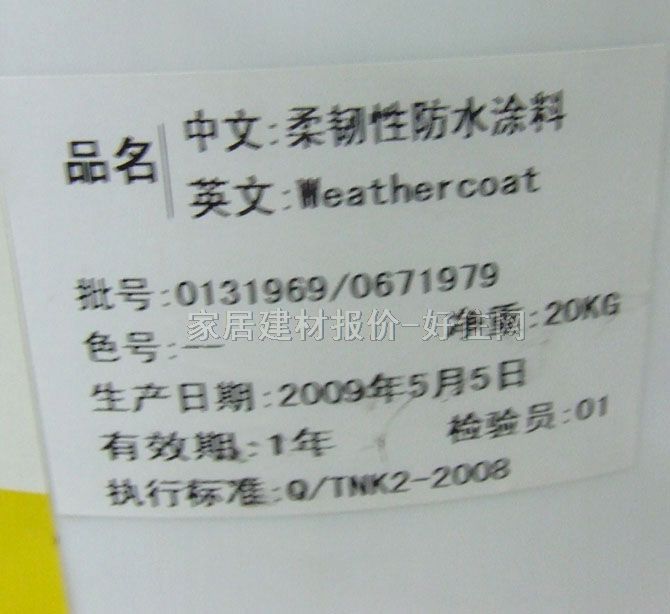 品名
中文:柔韧性防水涂料
英文:Weathercoat
批号:0131969/0671979
家居建材报价-好住网
色号:—
净重:20KG
生产日期:2009年5月5日
有效期:1年
检验员:01
执行标准:Q/TNK2-2008